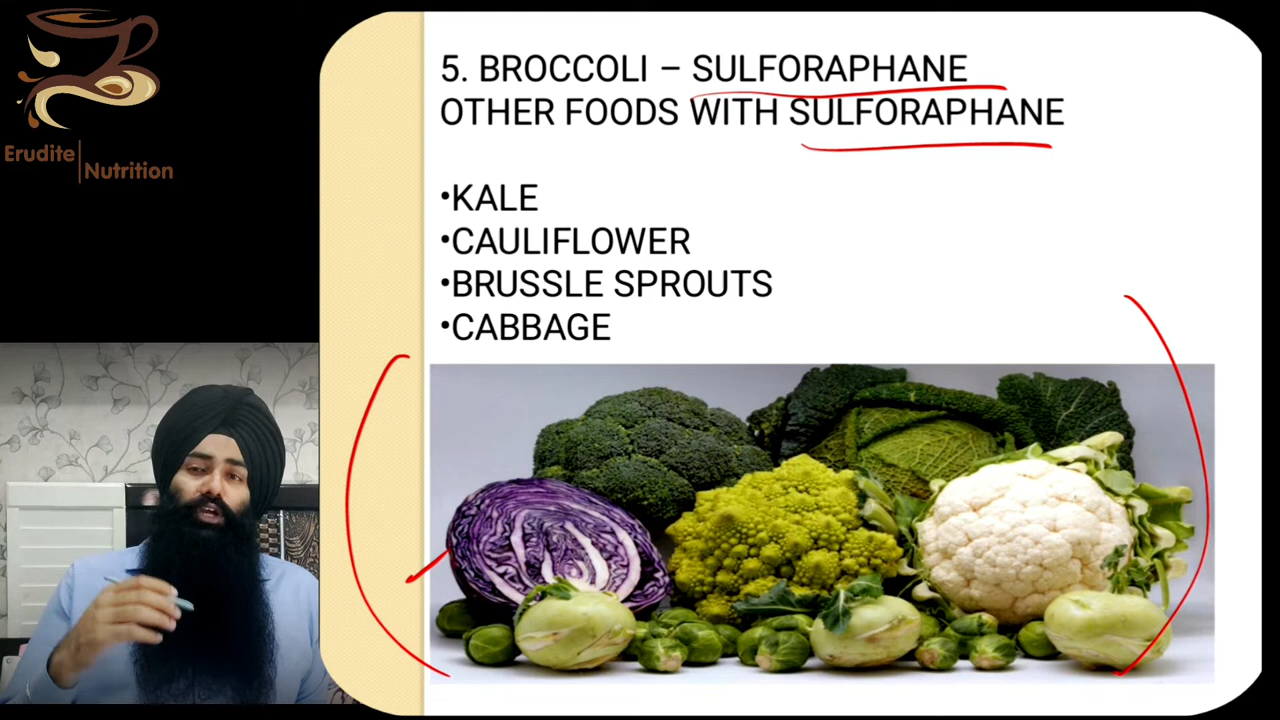 Erudite
Nutrition
5. BROCCOLI – SULFORAPHANE
OTHER FOODS WITH SULFORAPHANE
•KALE
•CAULIFLOWER
•BRUSSLE SPROUTS
•CABBAGE